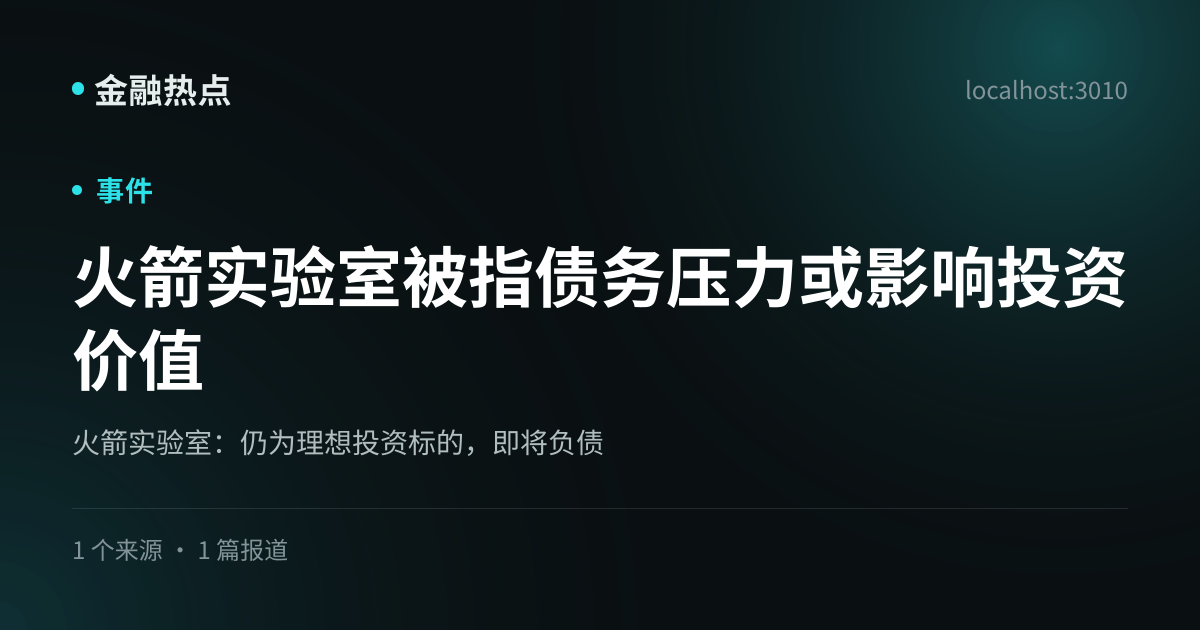 金融热点
localhost:3010
事件
火箭实验室被指债务压力或影响投资
价值
火箭实验室：仍为理想投资标的，即将负债
1 个来源 · 1 篇报道